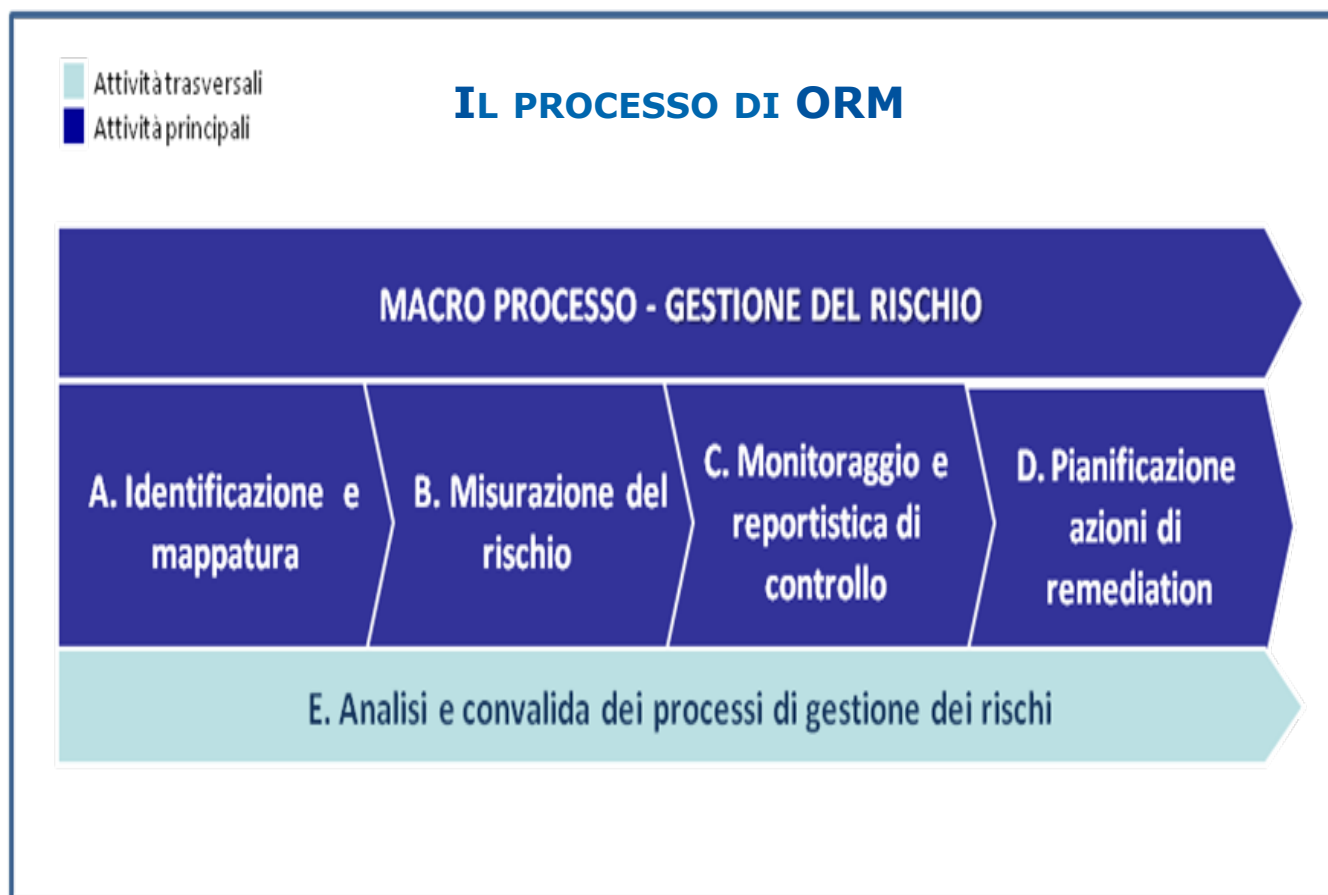 Attività trasversali
Attività principali
IL PROCESSO DI ORM
MACRO PROCESSO - GESTIONE DEL RISCHIO
A. Identificazione e
mappatura
B. Misurazione del
rischio
C. Monitoraggio e
reportistica di
controllo
D. Pianificazione
azioni di
remediation
E. Analisi e convalida dei processi di gestione dei rischi